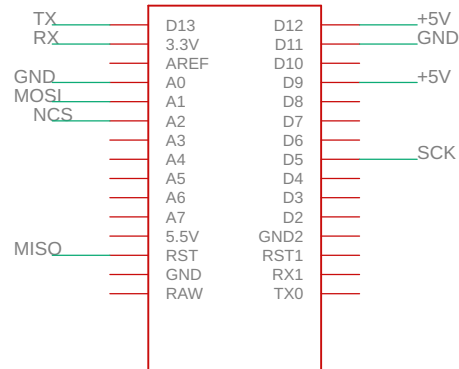 TX D13 D12 +5V
RX 3.3V D11 GND
AREF D10
GND A0 D9 +5V
MOSI A1 D8
NCS A2 D7
A3 D6
A4 D5 SCK
A5 D4
A6 D3
A7 D2
5.5V GND2
MISO RST RST1
GND RX1
RAW TX0